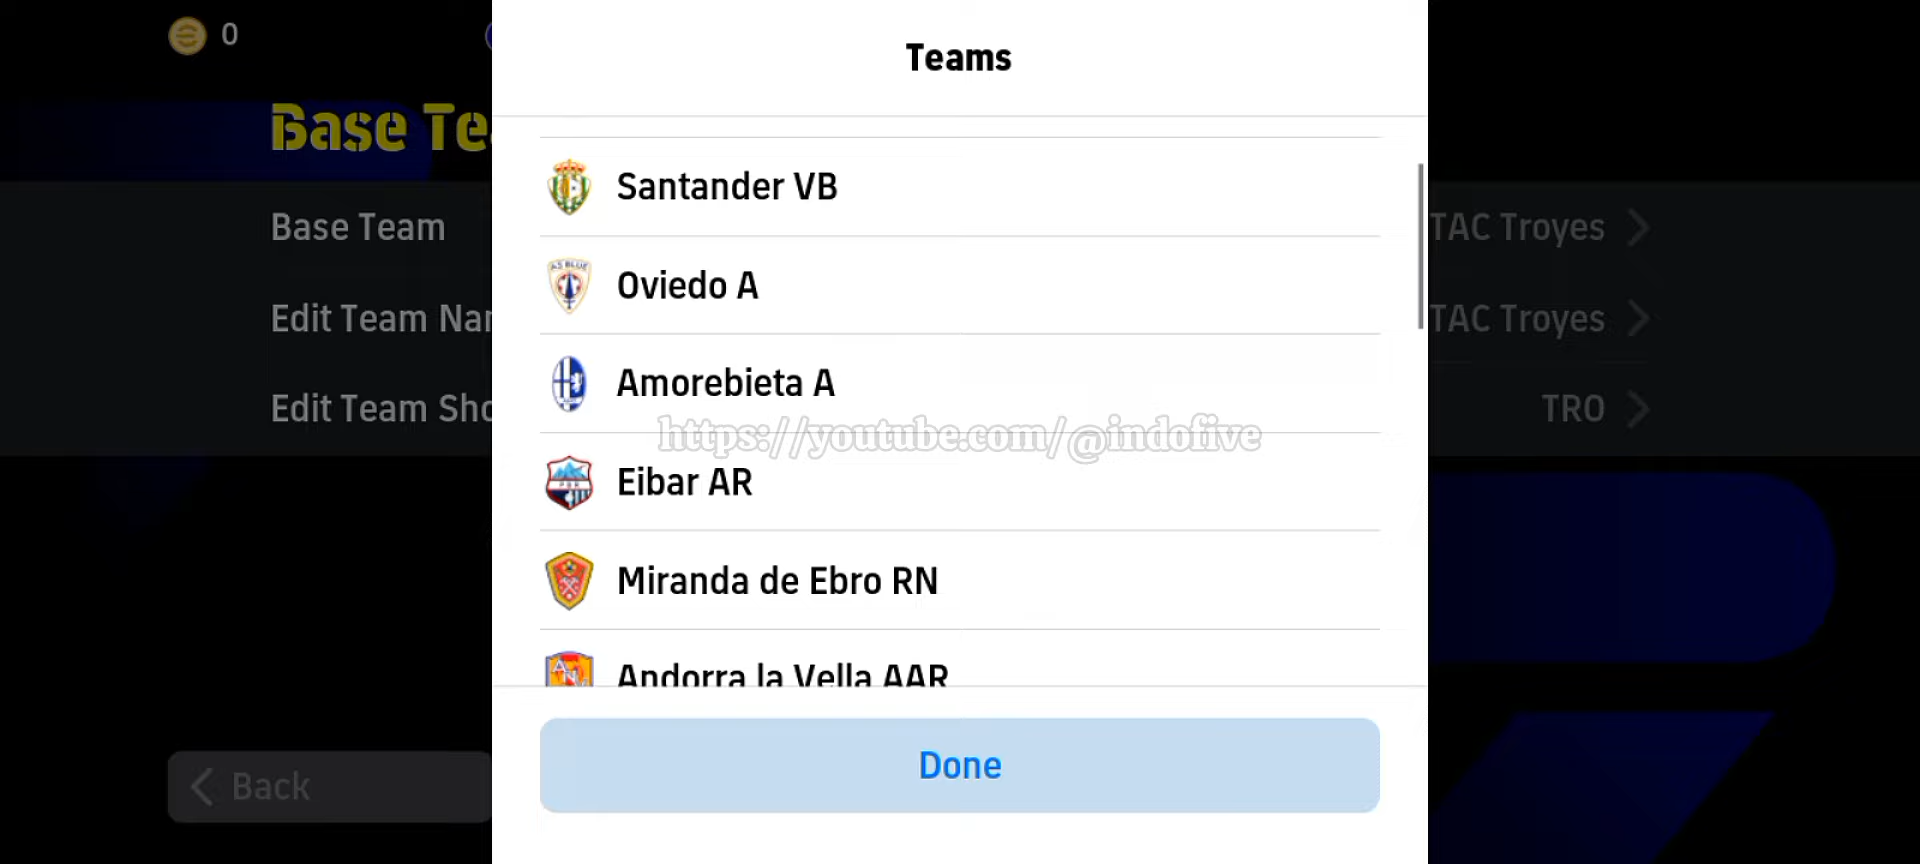 0
Teams
Base Te
Santander VB
Base Team
TAC Troyes
Oviedo A
Edit Team Nar
TAC Troyes
Amorebieta A
Edit Team Sho
TRO
https://youtube.com/@indofive
Eibar AR
Miranda de Ebro RN
Andorra la Vella AAR
Done
Back